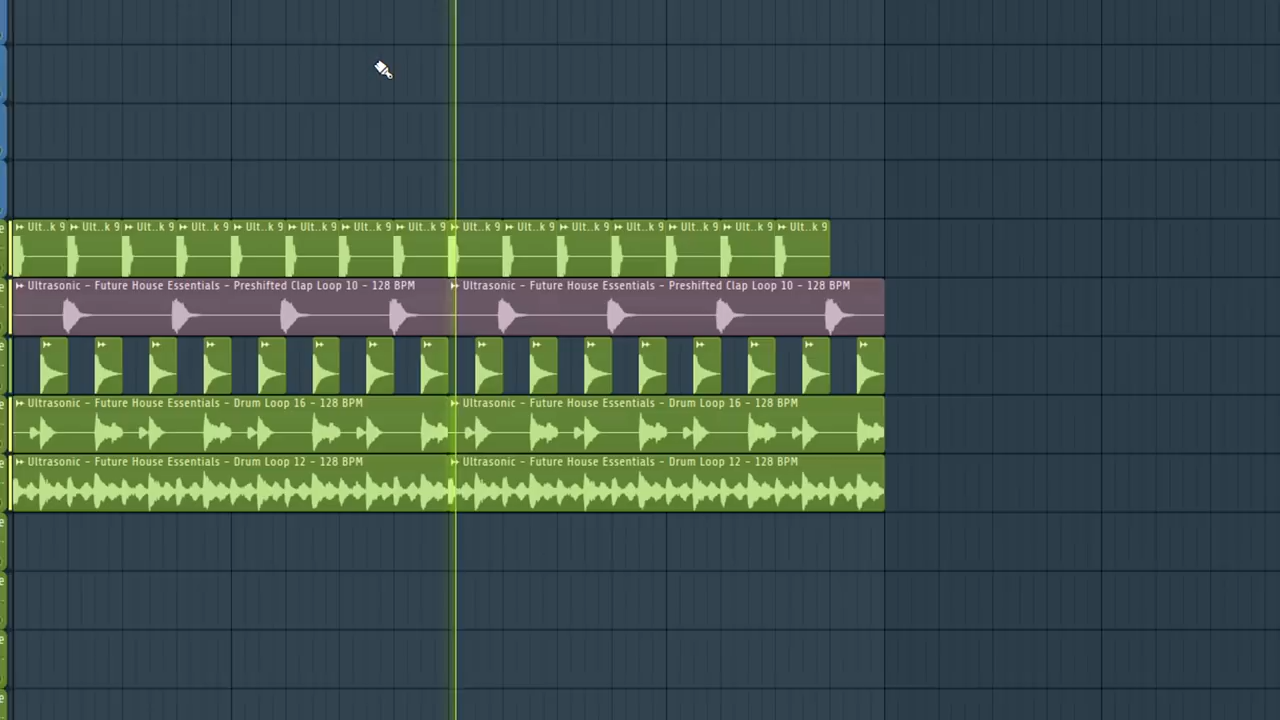 Ult..k 9 Ult..k 9 Ult..k 9 Ult..k 9 Ult..k 9 Ult..k 9 Ult..k 9 Ult..k 9 Ult..k 9 Ult..k 9 Ult..k 9 Ult..k 9 Ult..k 9 Ult..k 9 Ult..k 9
Ultrasonic - Future House Essentials - Preshifted Clap Loop 10 - 128 BPM Ultrasonic - Future House Essentials - Preshifted Clap Loop 10 - 128 BPM
Ultrasonic - Future House Essentials - Drum Loop 16 - 128 BPM Ultrasonic - Future House Essentials - Drum Loop 16 - 128 BPM
Ultrasonic - Future House Essentials - Drum Loop 12 - 128 BPM Ultrasonic - Future House Essentials - Drum Loop 12 - 128 BPM